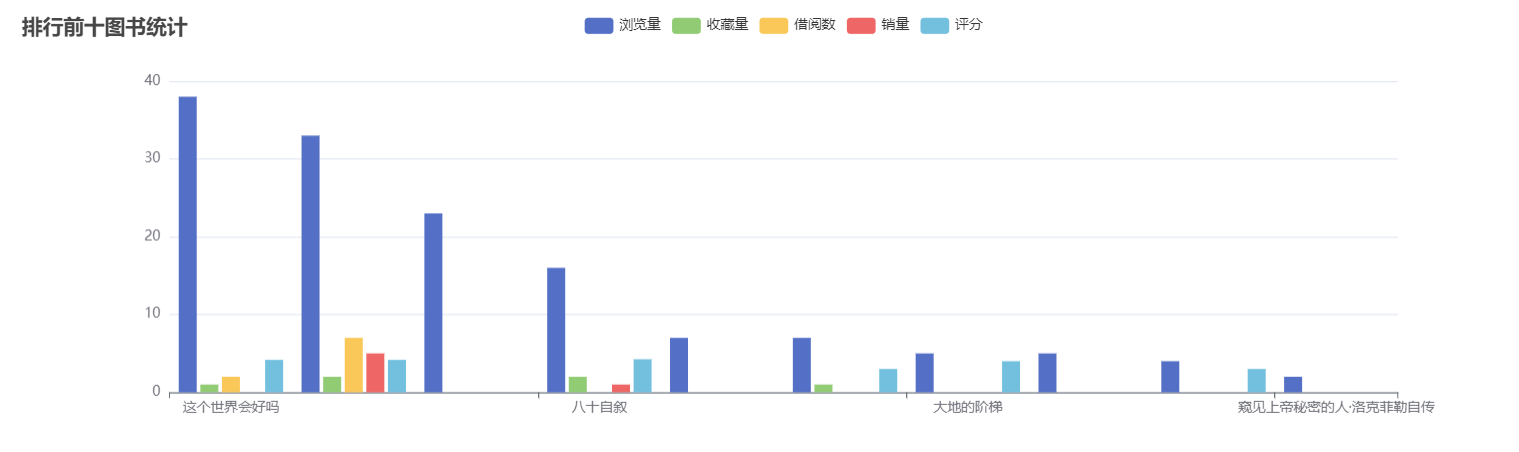 排行前十图书统计
浏览量 收藏量 借阅数 销量 评分
40
30
20
10
0
这个世界会好吗 八十自叙 大地的阶梯 窥见上帝秘密的人·洛克菲勒自传